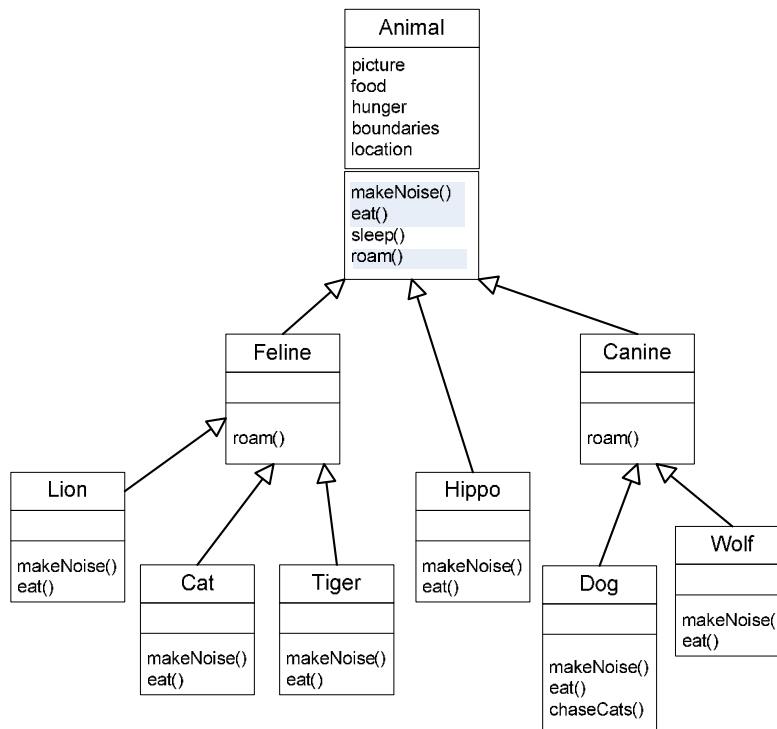 Animal
picture
food
hunger
boundaries
location
makeNoise()
eat()
sleep()
roam()
Feline
roam()
Canine
roam()
Lion
makeNoise()
eat()
Cat
makeNoise()
eat()
Tiger
makeNoise()
eat()
Hippo
makeNoise()
eat()
Dog
makeNoise()
eat()
chaseCats()
Wolf
makeNoise()
eat()